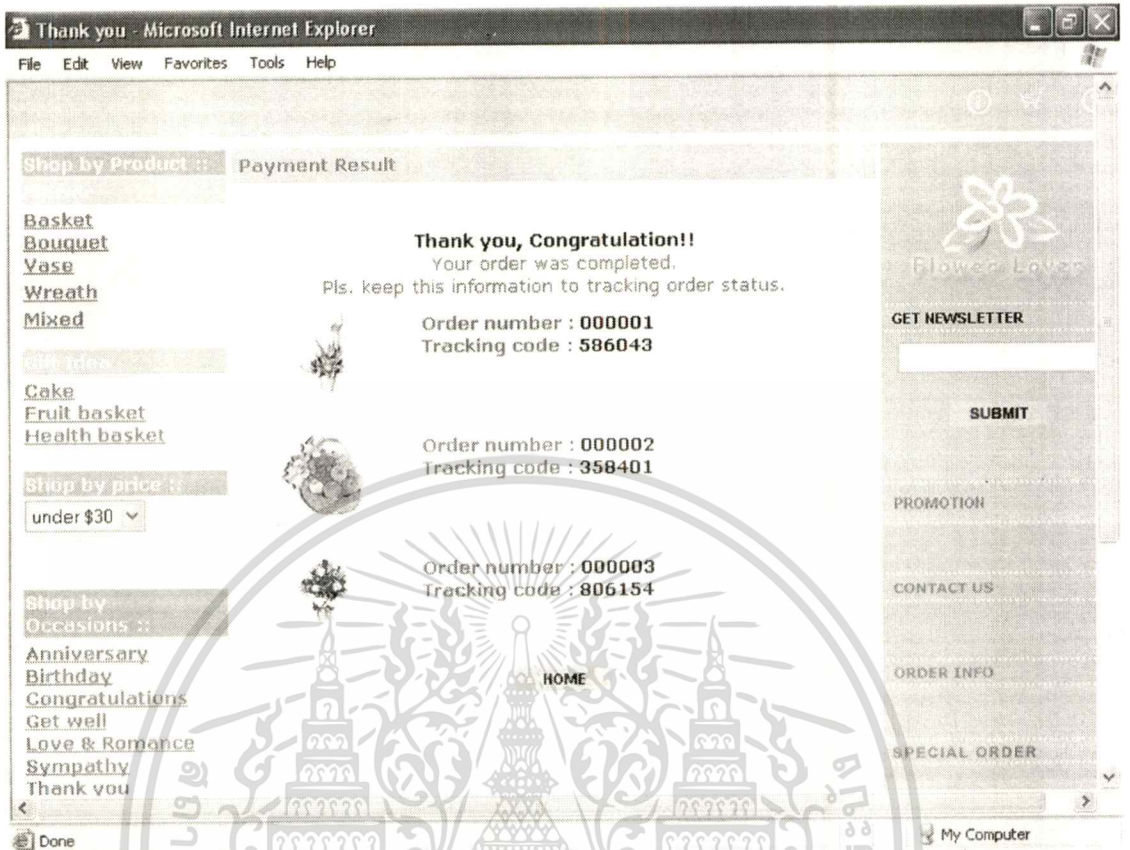 Thank you - Microsoft Internet Explorer
File Edit View Favorites Tools Help
Shop by Product ::
Basket
Bouquet
Vase
Wreath
Mixed
Gift Idea
Cake
Fruit basket
Health basket
Shop by price ::
under $30
Shop by
Occasions ::
Anniversary
Birthday
Congratulations
Get well
Love & Romance
Sympathy
Thank you
Payment Result
Thank you, Congratulation!!
Your order was completed.
Pls. keep this information to tracking order status.
Order number : 000001
Tracking code : 586043
Order number : 000002
Tracking code : 358401
Order number : 000003
Tracking code : 806154
HOME
Flower Lover
GET NEWSLETTER
SUBMIT
PROMOTION
CONTACT US
ORDER INFO
SPECIAL ORDER
Done
My Computer